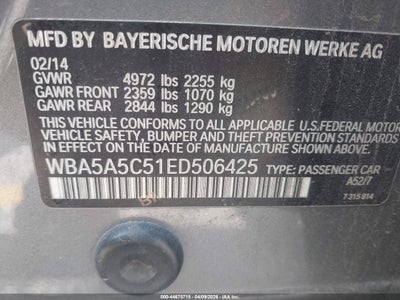 MFD BY BAYERISCHE MOTOREN WERKE AG
02/14
GVWR 4972 lbs 2255 kg
GAWR FRONT 2359 lbs 1070 kg
GAWR REAR 2844 lbs 1290 kg
THIS VEHICLE CONFORMS TO ALL APPLICABLE U.S.FEDERAL MOTOR
VEHICLE SAFETY, BUMPER AND THEFT PREVENTION STANDARDS
IN EFFECT ON THE DATE OF MANUFACTURE SHOWN ABOVE.
WBA5A5C51ED506425 TYPE: PASSENGER CAR
A52/7
7315914
000-44670715 - 04/09/2026 - IAA Inc.